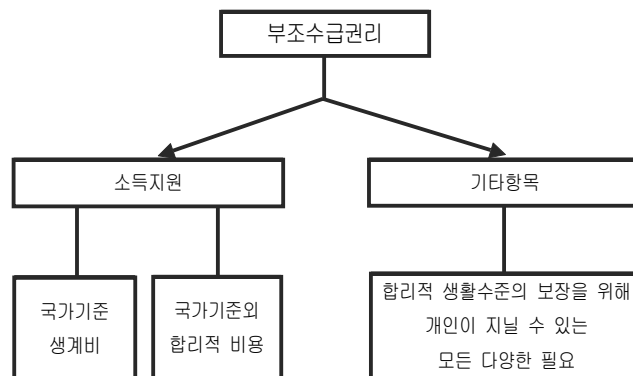 부조수급권리
소득지원
기타항목
국가기준
생계비
국가기준외
합리적 비용
합리적 생활수준의 보장을 위해
개인이 지닐 수 있는
모든 다양한 필요